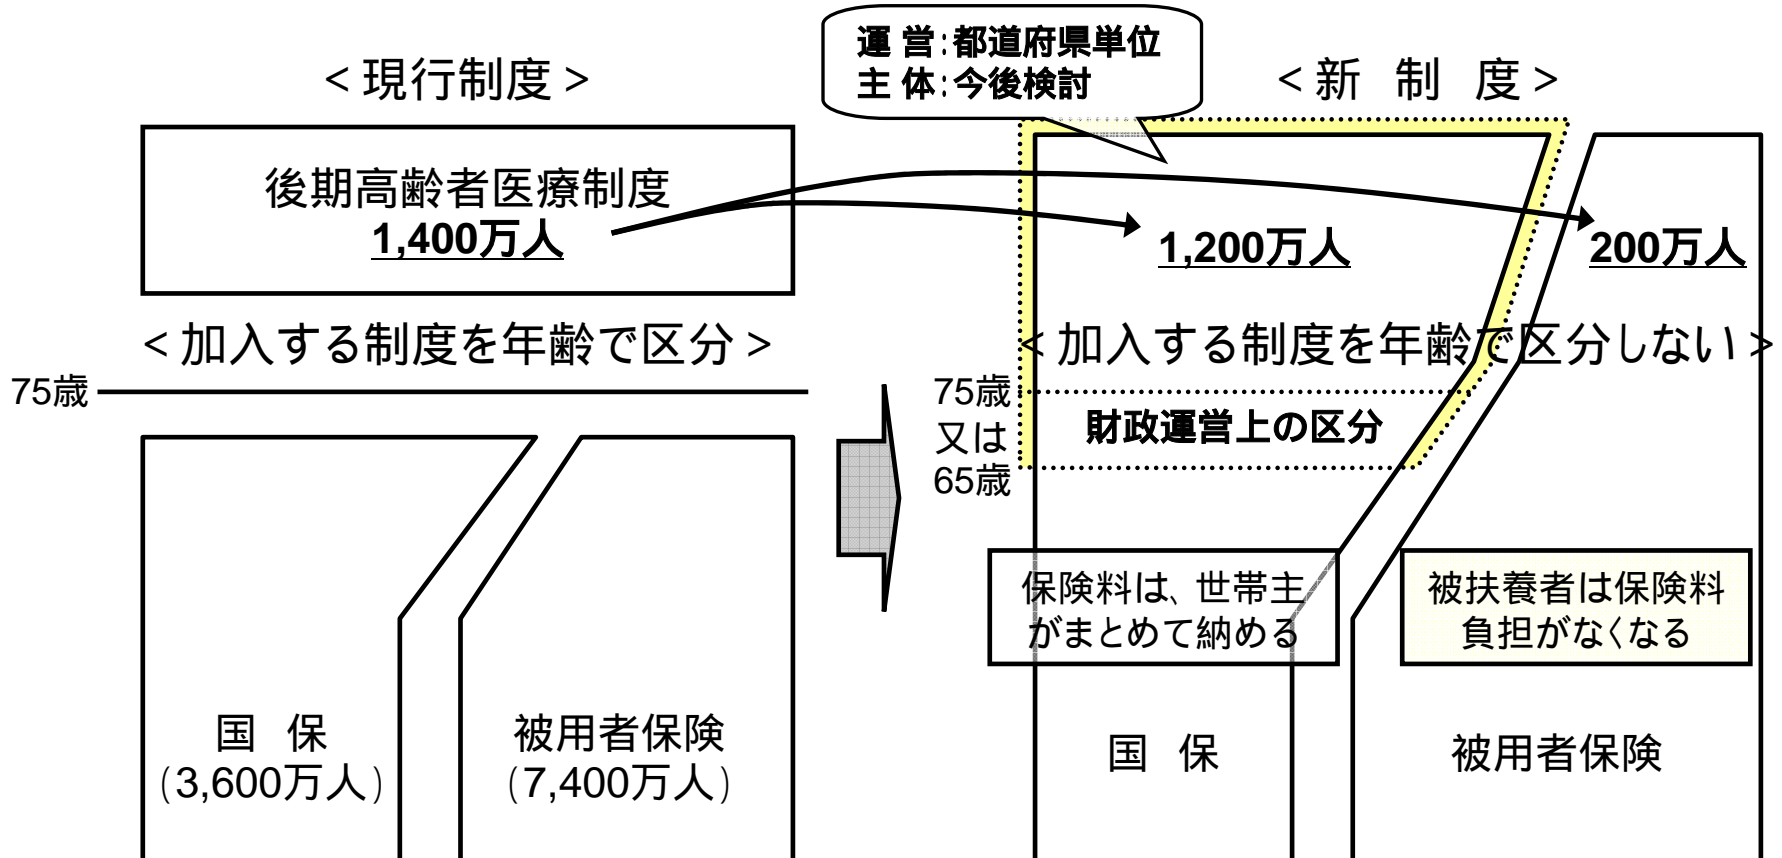 ＜現行制度＞
後期高齢者医療制度
1,400万人
＜加入する制度を年齢で区分＞
75歳
国 保
(3,600万人)
被用者保険
(7,400万人)
運 営：都道府県単位
主 体：今後検討
＜新 制 度＞
1,200万人
200万人
＜加入する制度を年齢で区分しない＞
75歳
又は
65歳
財政運営上の区分
保険料は、世帯主
がまとめて納める
被扶養者は保険料
負担がなくなる
国 保
被用者保険